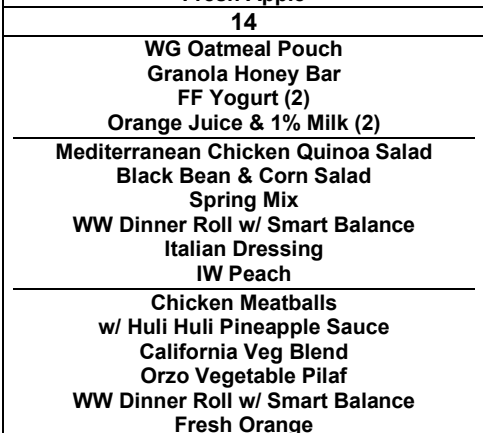 Fresh Apple
14
WG Oatmeal Pouch
Granola Honey Bar
FF Yogurt (2)
Orange Juice & 1% Milk (2)
Mediterranean Chicken Quinoa Salad
Black Bean & Corn Salad
Spring Mix
WW Dinner Roll w/ Smart Balance
Italian Dressing
IW Peach
Chicken Meatballs
w/ Huli Huli Pineapple Sauce
California Veg Blend
Orzo Vegetable Pilaf
WW Dinner Roll w/ Smart Balance
Fresh Orange